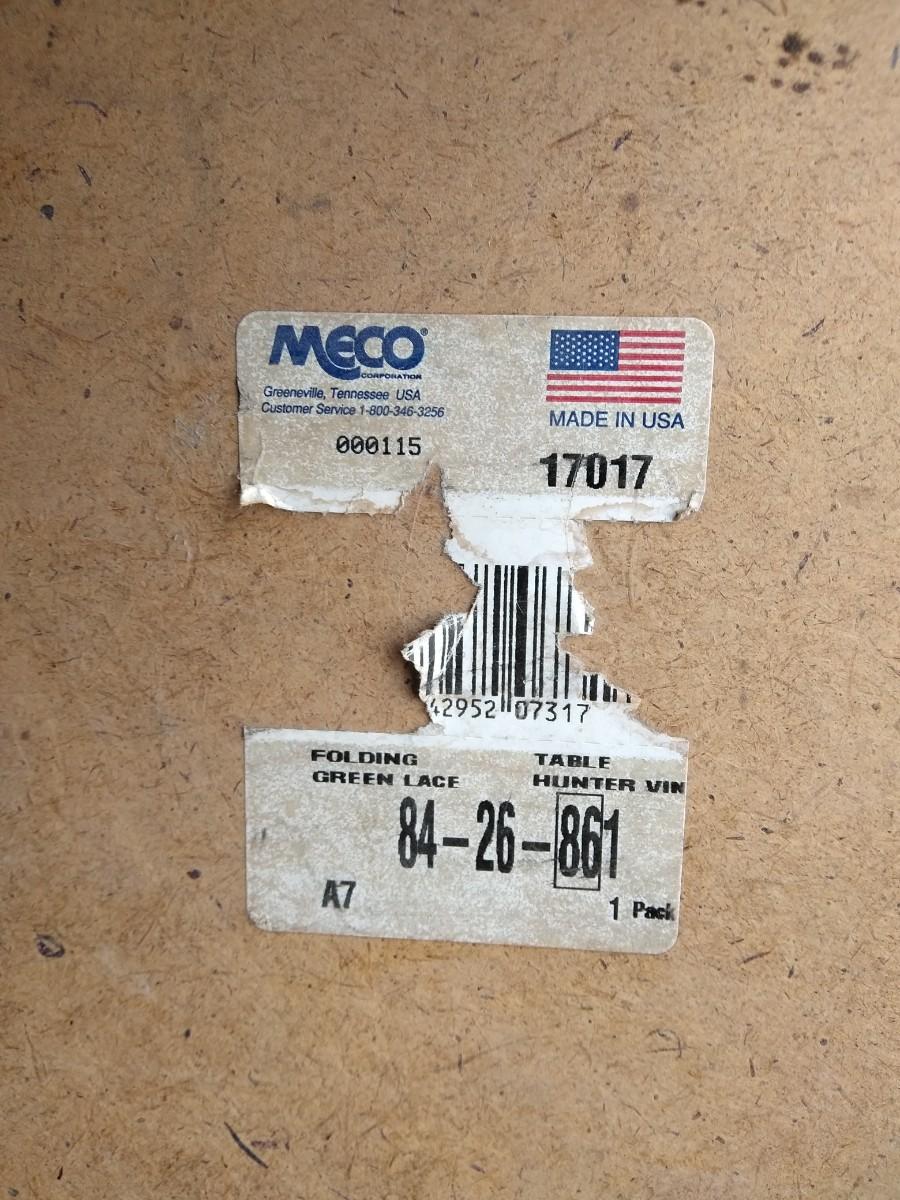 MECO®
CORPORATION
Greeneville, Tennessee USA
Customer Service 1-800-346-3256
MADE IN USA
000115
17017
42952 07317
FOLDING TABLE
GREEN LACE HUNTER VIN
84-26-861
A7
1 Pack